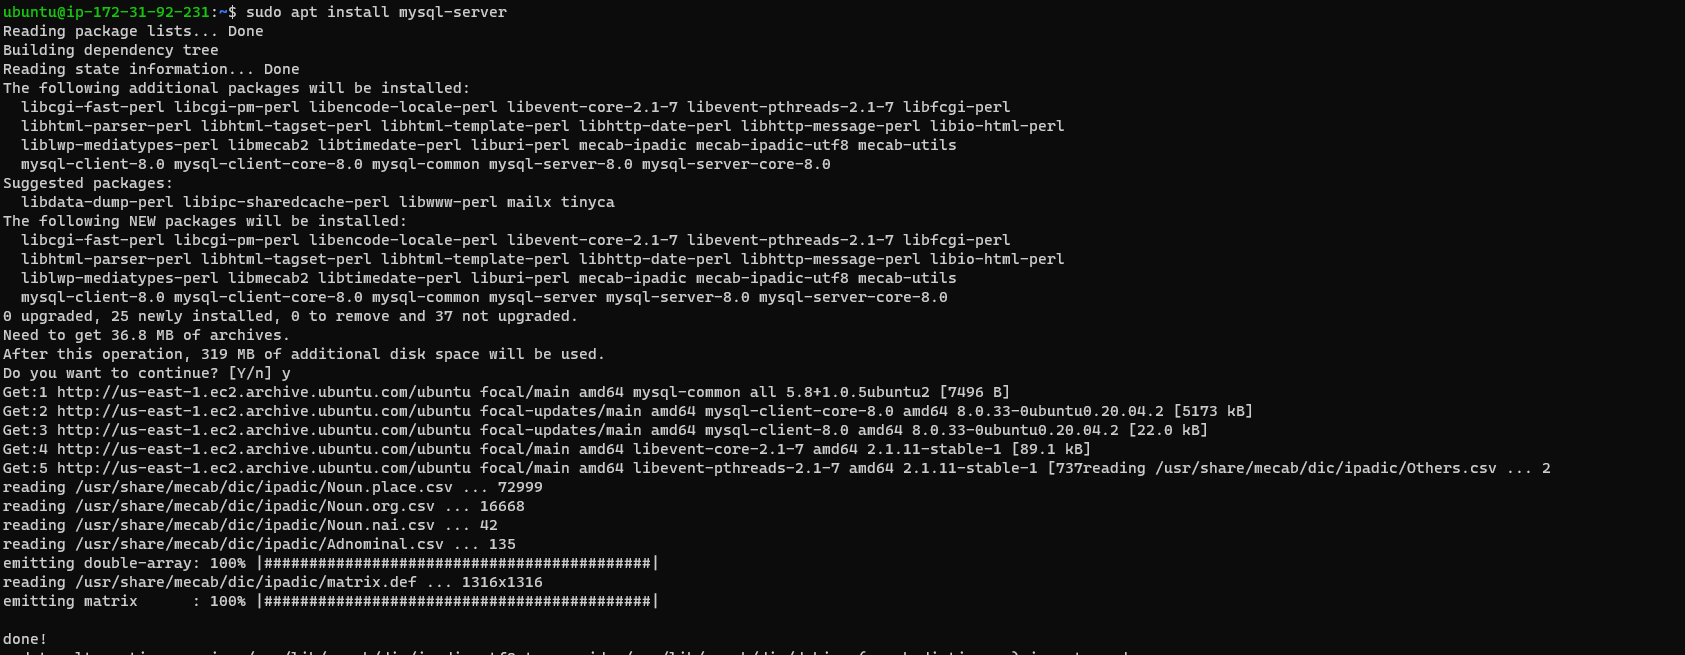 ubuntu@ip-172-31-92-231:~$ sudo apt install mysql-server
Reading package lists... Done
Building dependency tree
Reading state information... Done
The following additional packages will be installed:
  libcgi-fast-perl libcgi-pm-perl libencode-locale-perl libevent-core-2.1-7 libevent-pthreads-2.1-7 libfcgi-perl
  libhtml-parser-perl libhtml-tagset-perl libhtml-template-perl libhttp-date-perl libhttp-message-perl libio-html-perl
  liblwp-mediatypes-perl libmecab2 libtimedate-perl liburi-perl mecab-ipadic mecab-ipadic-utf8 mecab-utils
  mysql-client-8.0 mysql-client-core-8.0 mysql-common mysql-server-8.0 mysql-server-core-8.0
Suggested packages:
  libdata-dump-perl libipc-sharedcache-perl libwww-perl mailx tinyca
The following NEW packages will be installed:
  libcgi-fast-perl libcgi-pm-perl libencode-locale-perl libevent-core-2.1-7 libevent-pthreads-2.1-7 libfcgi-perl
  libhtml-parser-perl libhtml-tagset-perl libhtml-template-perl libhttp-date-perl libhttp-message-perl libio-html-perl
  liblwp-mediatypes-perl libmecab2 libtimedate-perl liburi-perl mecab-ipadic mecab-ipadic-utf8 mecab-utils
  mysql-client-8.0 mysql-client-core-8.0 mysql-common mysql-server mysql-server-8.0 mysql-server-core-8.0
0 upgraded, 25 newly installed, 0 to remove and 37 not upgraded.
Need to get 36.8 MB of archives.
After this operation, 319 MB of additional disk space will be used.
Do you want to continue? [Y/n] y
Get:1 http://us-east-1.ec2.archive.ubuntu.com/ubuntu focal/main amd64 mysql-common all 5.8+1.0.5ubuntu2 [7496 B]
Get:2 http://us-east-1.ec2.archive.ubuntu.com/ubuntu focal-updates/main amd64 mysql-client-core-8.0 amd64 8.0.33-0ubuntu0.20.04.2 [5173 kB]
Get:3 http://us-east-1.ec2.archive.ubuntu.com/ubuntu focal-updates/main amd64 mysql-client-8.0 amd64 8.0.33-0ubuntu0.20.04.2 [22.0 kB]
Get:4 http://us-east-1.ec2.archive.ubuntu.com/ubuntu focal/main amd64 libevent-core-2.1-7 amd64 2.1.11-stable-1 [89.1 kB]
Get:5 http://us-east-1.ec2.archive.ubuntu.com/ubuntu focal/main amd64 libevent-pthreads-2.1-7 amd64 2.1.11-stable-1 [737reading /usr/share/mecab/dic/ipadic/Others.csv ... 2
reading /usr/share/mecab/dic/ipadic/Noun.place.csv ... 72999
reading /usr/share/mecab/dic/ipadic/Noun.org.csv ... 16668
reading /usr/share/mecab/dic/ipadic/Noun.nai.csv ... 42
reading /usr/share/mecab/dic/ipadic/Adnominal.csv ... 135
emitting double-array: 100% |###########################################|
reading /usr/share/mecab/dic/ipadic/matrix.def ... 1316x1316
emitting matrix      : 100% |###########################################|
done!